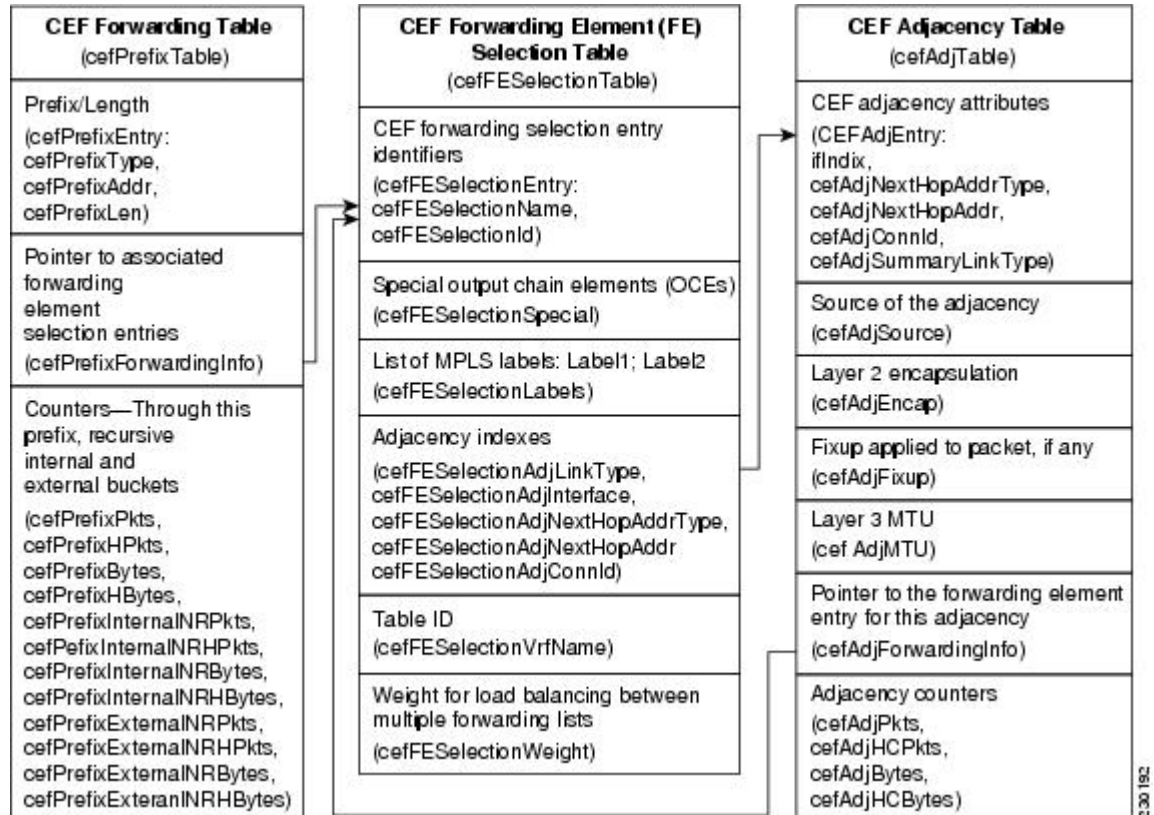 CEF Forwarding Table
(cefPrefixTable)
Prefix/Length
(cefPrefixEntry:
cefPrefixType,
cefPrefixAddr,
cefPrefixLen)
Pointer to associated
forwarding
element
selection entries
(cefPrefixForwardingInfo)
Counters—Through this
prefix, recursive
internal and
external buckets
(cefPrefixPkts,
cefPrefixHPkts,
cefPrefixBytes,
cefPrefixHBytes,
cefPrefixInternalNRPkts,
cefPefixInternalNRHPkts,
cefPrefixInternalNRBytes,
cefPrefixInternalNRHBytes,
cefPrefixExternalNRPkts,
cefPrefixExternalNRHPkts,
cefPrefixExternalNRBytes,
cefPrefixExteranlNRHBytes)
CEF Forwarding Element (FE)
Selection Table
(cefFESelectionTable)
CEF forwarding selection entry
identifiers
(cefFESelectionEntry:
cefFESelectionName,
cefFESelectionId)
Special output chain elements (OCEs)
(cefFESelectionSpecial)
List of MPLS labels: Label1; Label2
(cefFESelectionLabels)
Adjacency indexes
(cefFESelectionAdjLinkType,
cefFESelectionAdjInterface,
cefFESelectionAdjNextHopAddrType,
cefFESelectionAdjNextHopAddr
cefFESelectionAdjConnId)
Table ID
(cefFESelectionVrfName)
Weight for load balancing between
multiple forwarding lists
(cefFESelectionWeight)
CEF Adjacency Table
(cefAdjTable)
CEF adjacency attributes
(CEFAdjEntry:
ifIndix,
cefAdjNextHopAddrType,
cefAdjNextHopAddr,
cefAdjConnId,
cefAdjSummaryLinkType)
Source of the adjacency
(cefAdjSource)
Layer 2 encapsulation
(cefAdjEncap)
Fixup applied to packet, if any
(cefAdjFixup)
Layer 3 MTU
(cef AdjMTU)
Pointer to the forwarding element
entry for this adjacency
(cefAdjForwardingInfo)
Adjacency counters
(cefAdjPkts,
cefAdjHCPkts,
cefAdjBytes,
cefAdjHCBytes)
230192